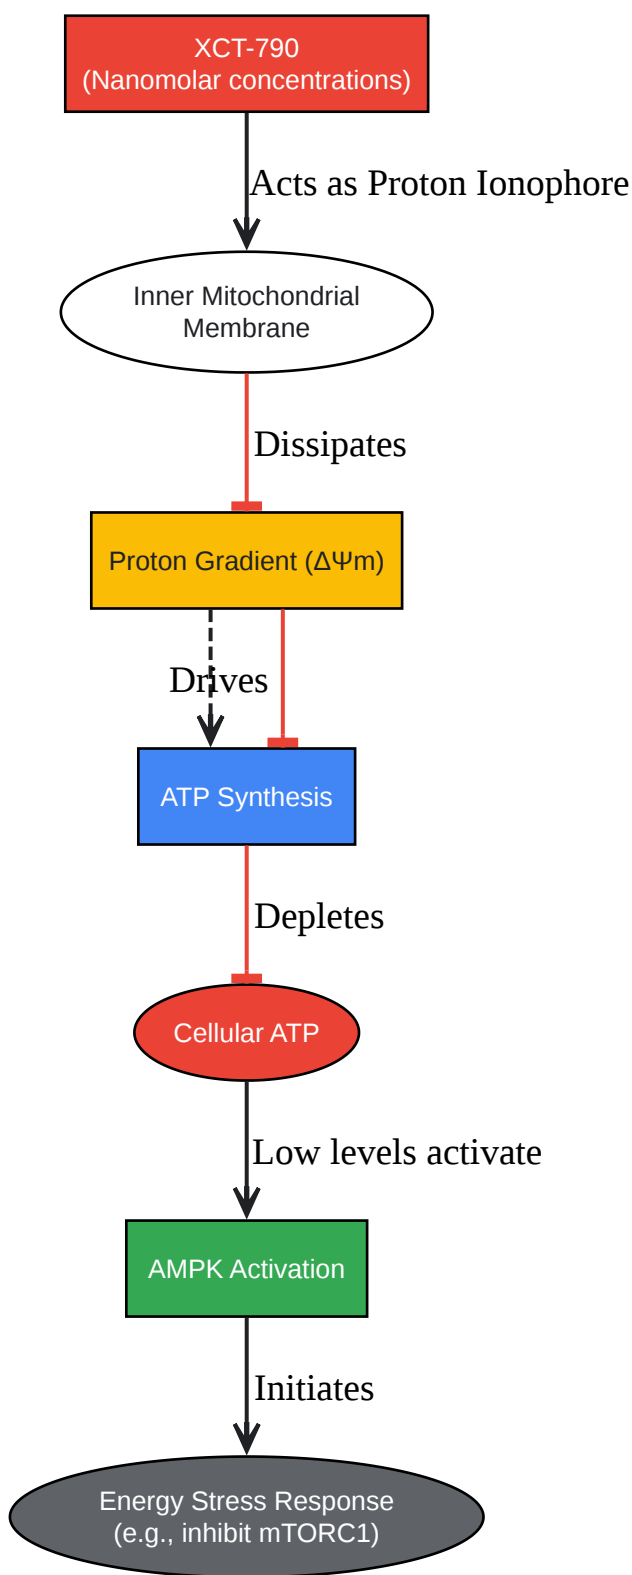 XCT-790
(Nanomolar concentrations)
Acts as Proton Ionophore
Inner Mitochondrial
Membrane
Dissipates
Proton Gradient (ΔΨm)
Drives
ATP Synthesis
Depletes
Cellular ATP
Low levels activate
AMPK Activation
Initiates
Energy Stress Response
(e.g., inhibit mTORC1)